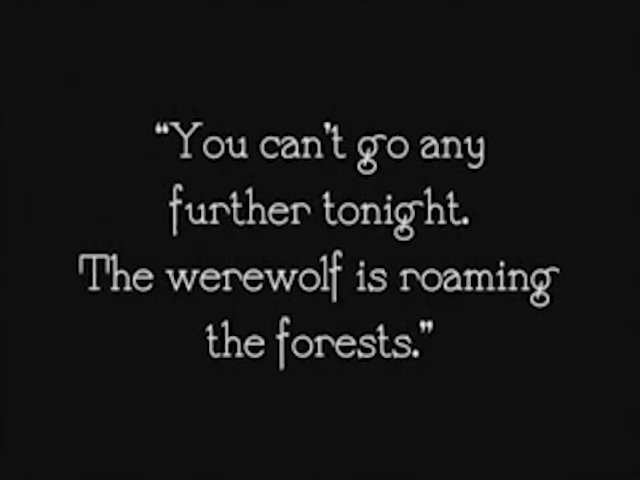 “You can't go any
further tonight.
The werewolf is roaming
the forests.”